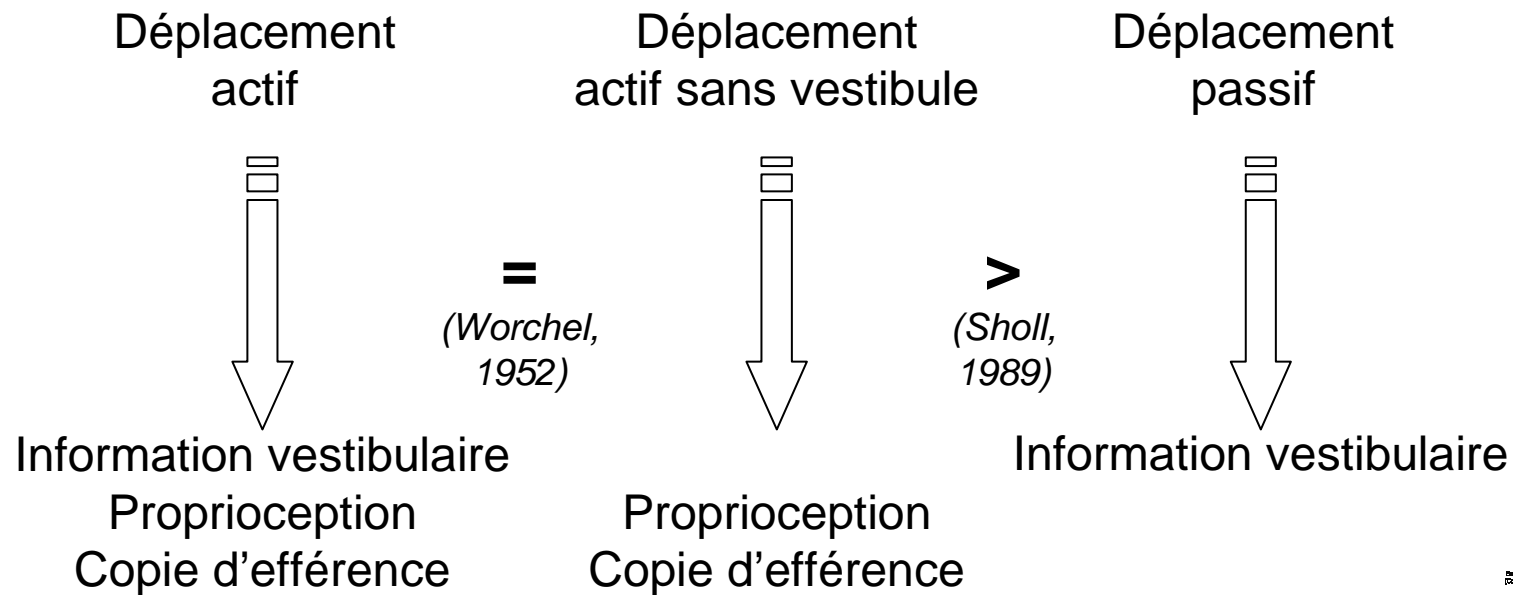 Déplacement
actif
Déplacement
actif sans vestibule
Déplacement
passif
=
(Worchel,
1952)
>
(Sholl,
1989)
Information vestibulaire
Proprioception
Copie d’efférence
Proprioception
Copie d’efférence
Information vestibulaire